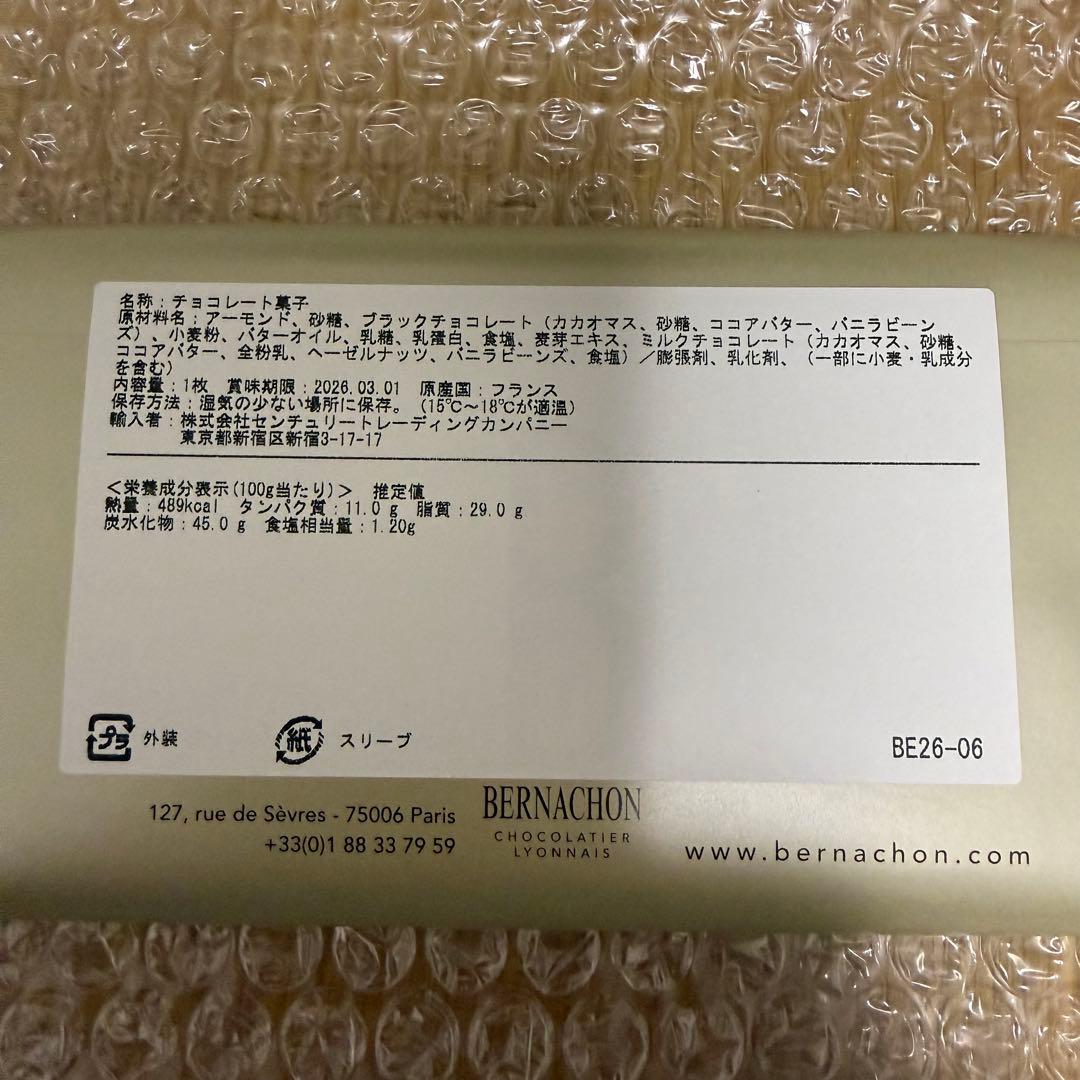 名称：チョコレート菓子
原材料名：アーモンド、砂糖、ブラックチョコレート（カカオマス、砂糖、ココアバター、バニラビーン
ズ）、小麦粉、バターオイル、乳糖、乳蛋白、食塩、麦芽エキス、ミルクチョコレート（カカオマス、砂糖、
ココアバター、全粉乳、ヘーゼルナッツ、バニラビーンズ、食塩）／膨張剤、乳化剤、（一部に小麦・乳成分
を含む）
内容量：1枚　賞味期限：2026.03.01　原産国：フランス
保存方法：湿気の少ない場所に保存。（15℃～18℃が適温）
輸入者：株式会社センチュリートレーディングカンパニー
東京都新宿区新宿3-17-17
＜栄養成分表示(100g当たり)＞　推定値
熱量：489kcal　タンパク質：11.0 g　脂質：29.0 g
炭水化物：45.0 g　食塩相当量：1.20g
プラ 外装　紙 スリーブ　BE26-06
127, rue de Sèvres - 75006 Paris
+33(0)1 88 33 79 59
BERNACHON
CHOCOLATIER
LYONNAIS
www.bernachon.com